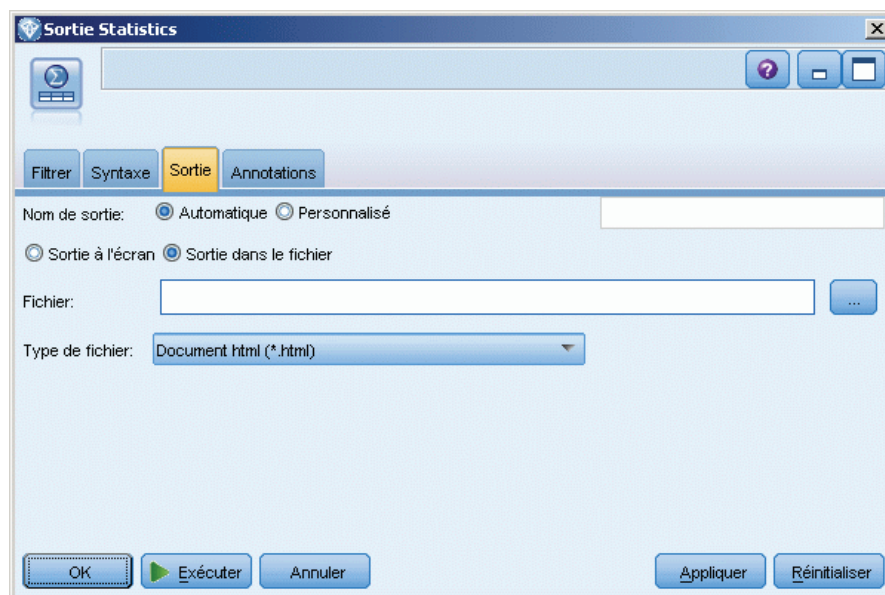 Sortie Statistics
Filtrer Syntaxe Sortie Annotations
Nom de sortie: Automatique Personnalisé
Sortie à l'écran Sortie dans le fichier
Fichier: ...
Type de fichier: Document html (*.html)
OK Exécuter Annuler Appliquer Réinitialiser